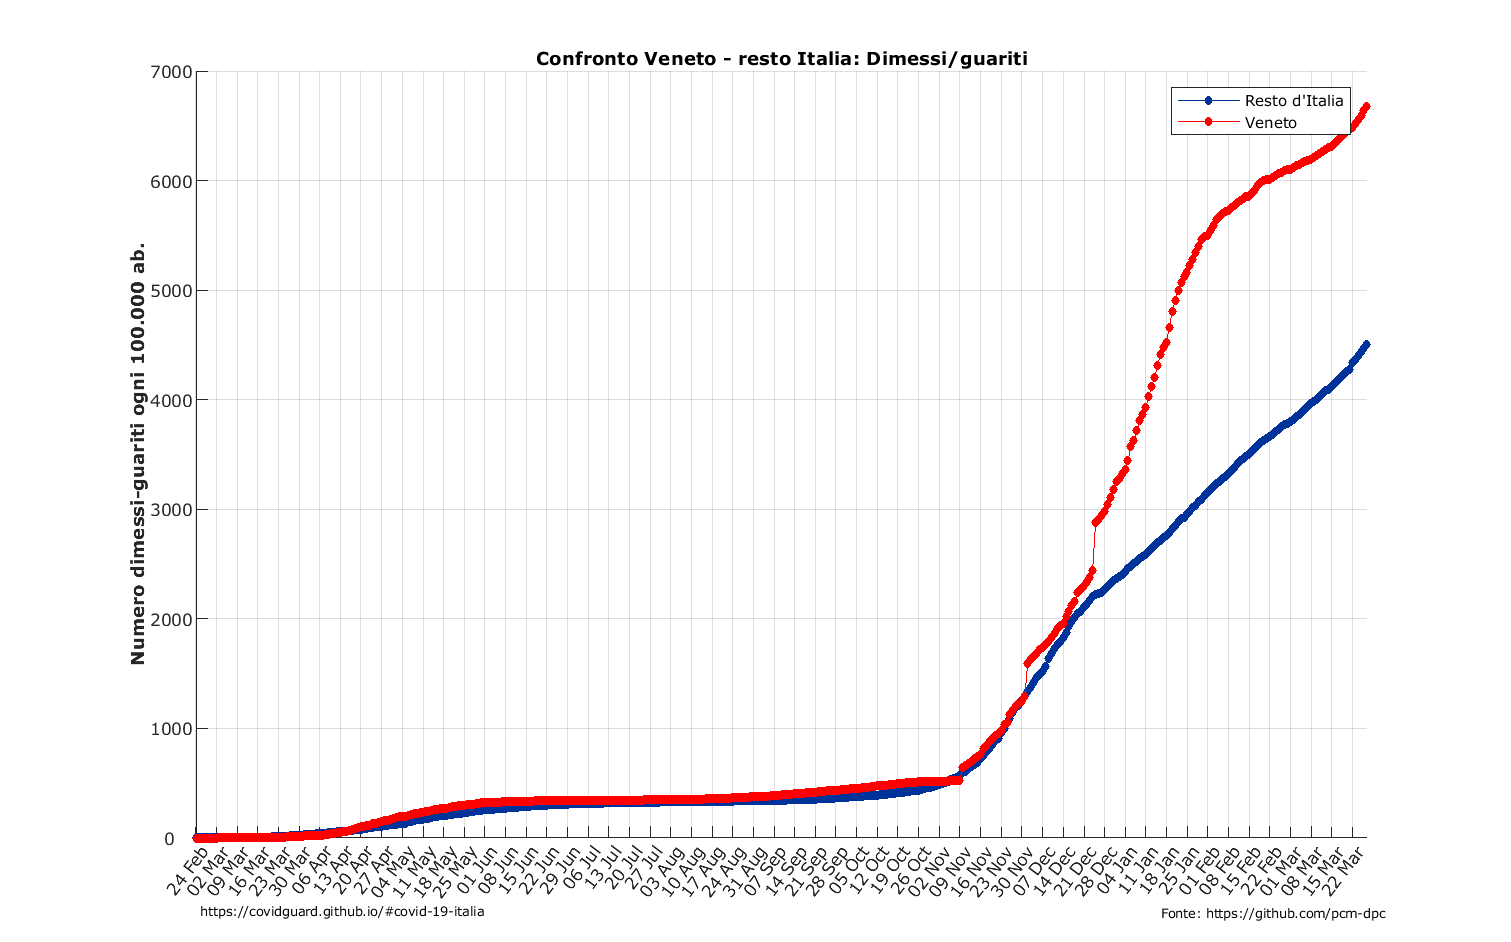 Confronto Veneto - resto Italia: Dimessi/guariti
Numero dimessi-guariti ogni 100.000 ab.
7000
6000
5000
4000
3000
2000
1000
0
Resto d'Italia
Veneto
24 Feb
02 Mar
09 Mar
16 Mar
23 Mar
30 Mar
06 Apr
13 Apr
20 Apr
27 Apr
04 May
11 May
18 May
25 May
01 Jun
08 Jun
15 Jun
22 Jun
29 Jun
06 Jul
13 Jul
20 Jul
27 Jul
03 Aug
10 Aug
17 Aug
24 Aug
31 Aug
07 Sep
14 Sep
21 Sep
28 Sep
05 Oct
12 Oct
19 Oct
26 Oct
02 Nov
09 Nov
16 Nov
23 Nov
30 Nov
07 Dec
14 Dec
21 Dec
28 Dec
04 Jan
11 Jan
18 Jan
25 Jan
01 Feb
08 Feb
15 Feb
22 Feb
01 Mar
08 Mar
15 Mar
22 Mar
https://covidguard.github.io/#covid-19-italia
Fonte: https://github.com/pcm-dpc